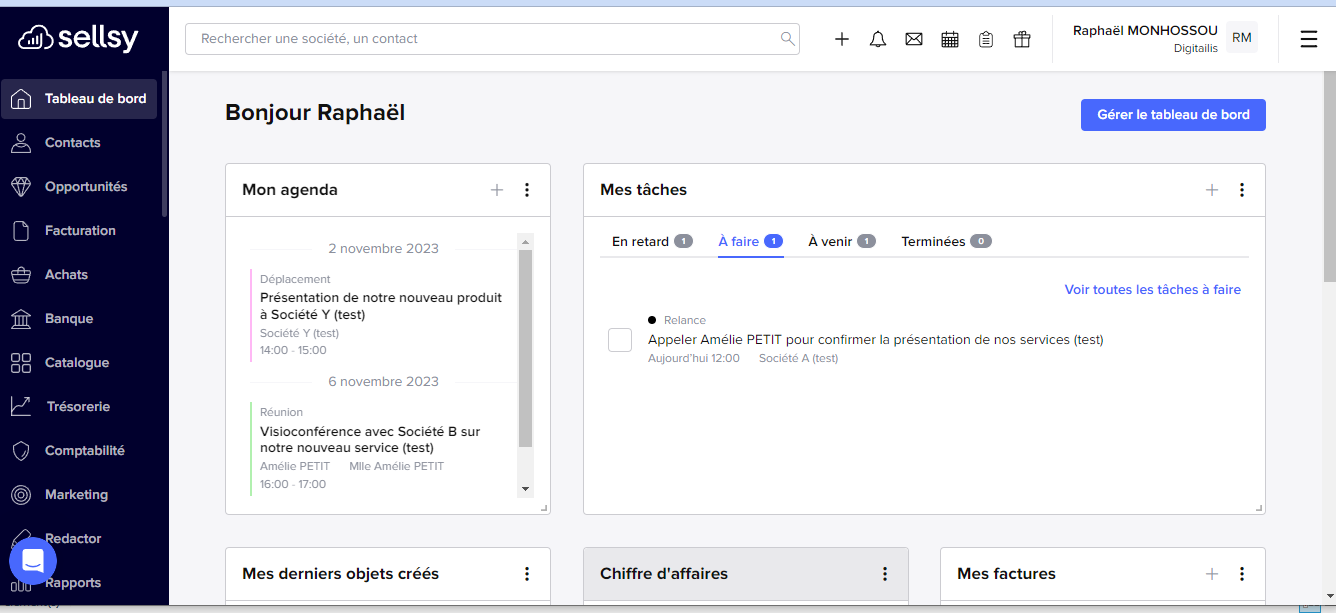 sellsy
Rechercher une société, un contact
Raphaël MONHOSSOU
Digitailis
RM
Tableau de bord
Contacts
Opportunités
Facturation
Achats
Banque
Catalogue
Trésorerie
Comptabilité
Marketing
Redactor
Rapports
Bonjour Raphaël
Gérer le tableau de bord
Mon agenda
2 novembre 2023
Déplacement
Présentation de notre nouveau produit
à Société Y (test)
Société Y (test)
14:00 - 15:00
6 novembre 2023
Réunion
Visioconférence avec Société B sur
notre nouveau service (test)
Amélie PETIT Mlle Amélie PETIT
16:00 - 17:00
Mes tâches
En retard 1 À faire 1 À venir 1 Terminées 0
Voir toutes les tâches à faire
Relance
Appeler Amélie PETIT pour confirmer la présentation de nos services (test)
Aujourd'hui 12:00 Société A (test)
Mes derniers objets créés
Chiffre d'affaires
Mes factures